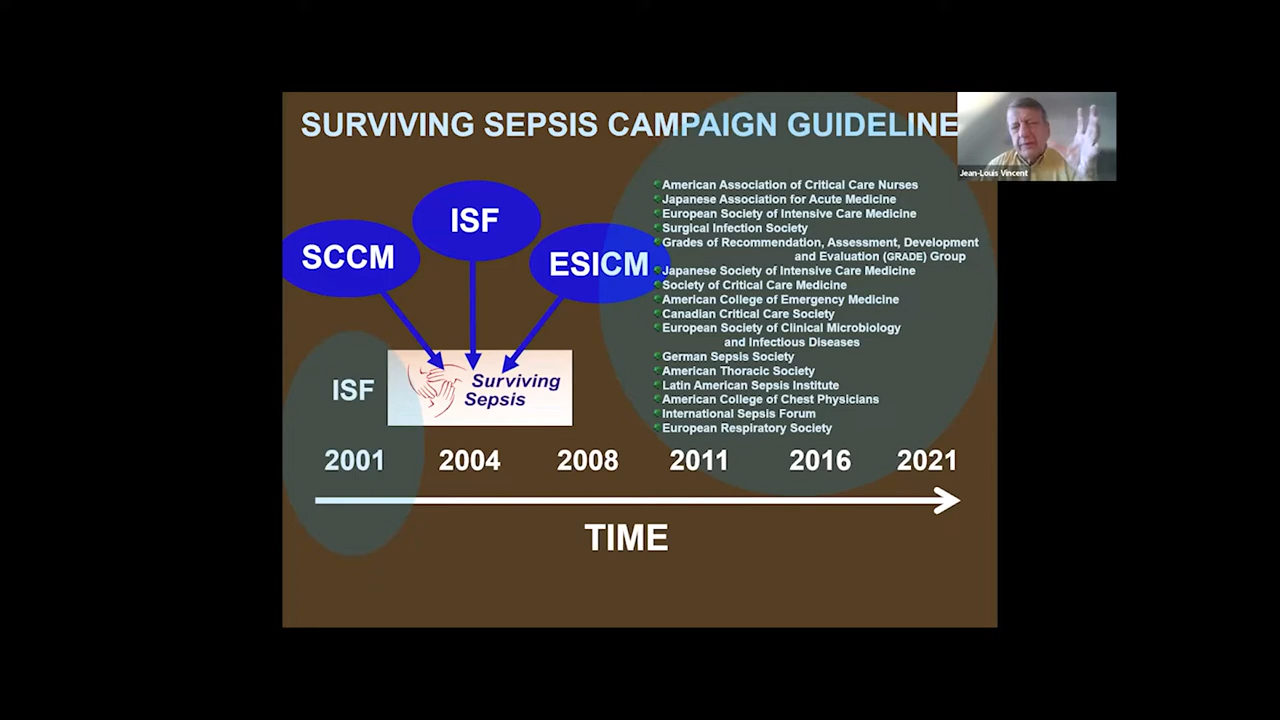 SURVIVING SEPSIS CAMPAIGN GUIDELINE
Jean-Louis Vincent
SCCM
ISF
ESICM
American Association of Critical Care Nurses
Japanese Association for Acute Medicine
European Society of Intensive Care Medicine
Surgical Infection Society
Grades of Recommendation, Assessment, Development
and Evaluation (GRADE) Group
Japanese Society of Intensive Care Medicine
Society of Critical Care Medicine
American College of Emergency Medicine
Canadian Critical Care Society
European Society of Clinical Microbiology
and Infectious Diseases
German Sepsis Society
American Thoracic Society
Latin American Sepsis Institute
American College of Chest Physicians
International Sepsis Forum
European Respiratory Society
ISF
Surviving
Sepsis
2001 2004 2008 2011 2016 2021
TIME